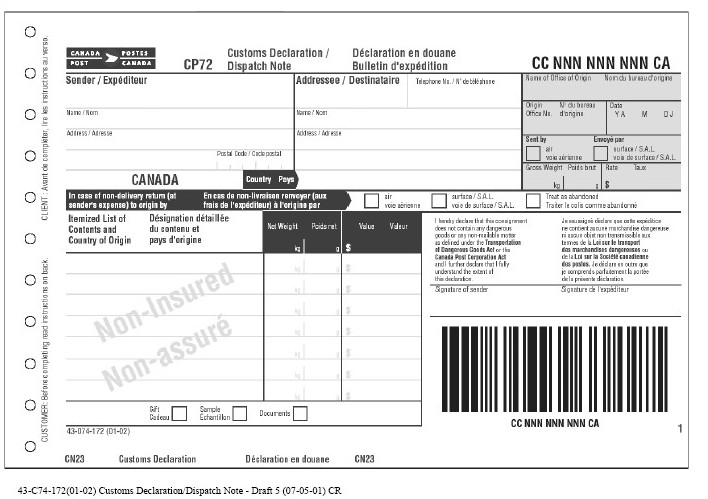 CLIENT : Avant de compléter, lire les instructions au verso.
CUSTOMER: Before completing read instructions on back
CANADA POSTES
POST CANADA
CP72
Customs Declaration /
Dispatch Note
Déclaration en douane
Bulletin d'expédition
CC NNN NNN NNN CA
Sender / Expéditeur
Addressee / Destinataire
Telephone No. / N° de téléphone
Name of Office of Origin
Nom du bureau d'origine
Name / Nom
Name / Nom
Origin
Office No.
N° du bureau
d'origine
Date
Y A M D J
Address / Adresse
Address / Adresse
Sent by
Envoyé par
air
voie aérienne
surface / S.A.L.
voie de surface / S.A.L.
Postal Code / Code postal
Gross Weight Poids brut
Rate Taux
kg g $
CANADA
Country Pays
In case of non-delivery return (at
sender's expense) to origin by
En cas de non-livraison renvoyer (aux
frais de l'expéditeur) à l'origine par
air
voie aérienne
surface / S.A.L.
voie de surface / S.A.L.
Treat as abandoned
Traiter le colis comme abandonné
Itemized List of
Contents and
Country of Origin
Désignation détaillée
du contenu et
pays d'origine
Net Weight Poids net
Value Valeur
kg g $
kg g $
kg g $
kg g $
kg g $
kg g $
kg g $
kg g $
Non-Insured
Non-assuré
I hereby declare that this consignment
does not contain any dangerous
goods or any non-mailable matter
as defined under the Transportation
of Dangerous Goods Act or the
Canada Post Corporation Act
and I further declare that I fully
understand the extent of
this declaration.
Je soussigné déclare que cette expédition
ne contient aucune marchandise dangereuse
ni aucun objet non transmissible aux
termes de la Loi sur le transport
des marchandises dangereuses ou
de la Loi sur la Société canadienne
des postes. Je déclare en outre que
je comprends parfaitement la portée
de la présente déclaration.
Signature of sender
Signature de l'expéditeur
Gift
Cadeau
Sample
Échantillon
Documents
CC NNN NNN NNN CA
43-074-172 (01-02)
1
CN23 Customs Declaration Déclaration en douane CN23
43-C74-172(01-02) Customs Declaration/Dispatch Note - Draft 5 (07-05-01) CR